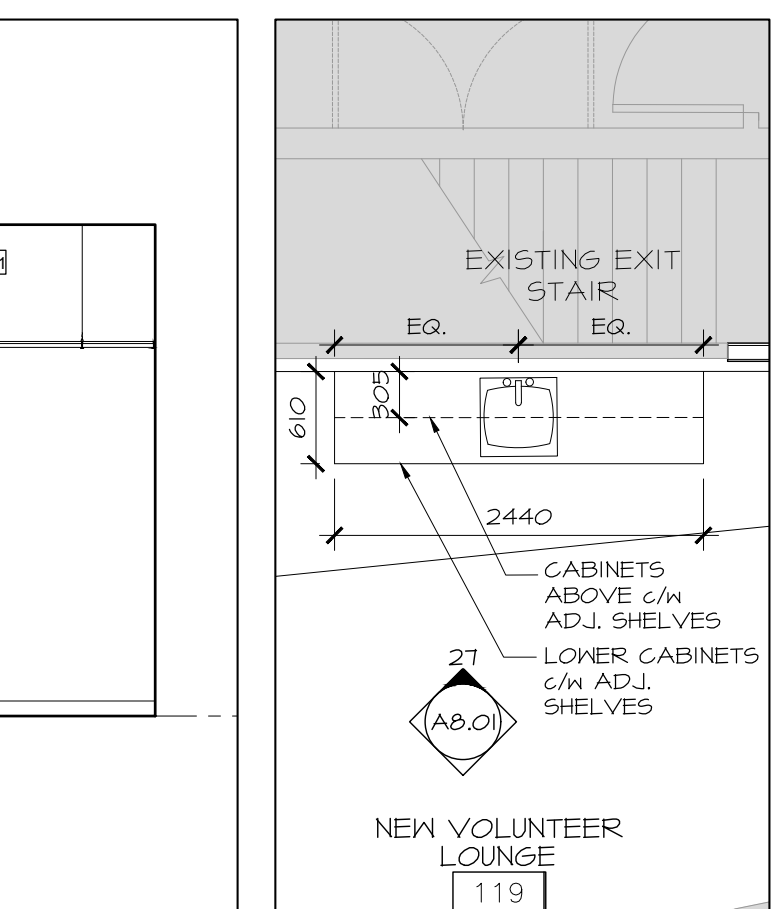 EXISTING EXIT
STAIR
EQ. EQ.
305
610
2440
CABINETS
ABOVE c/w
ADJ. SHELVES
LOWER CABINETS
c/w ADJ.
SHELVES
27
A8.01
NEW VOLUNTEER
LOUNGE
119